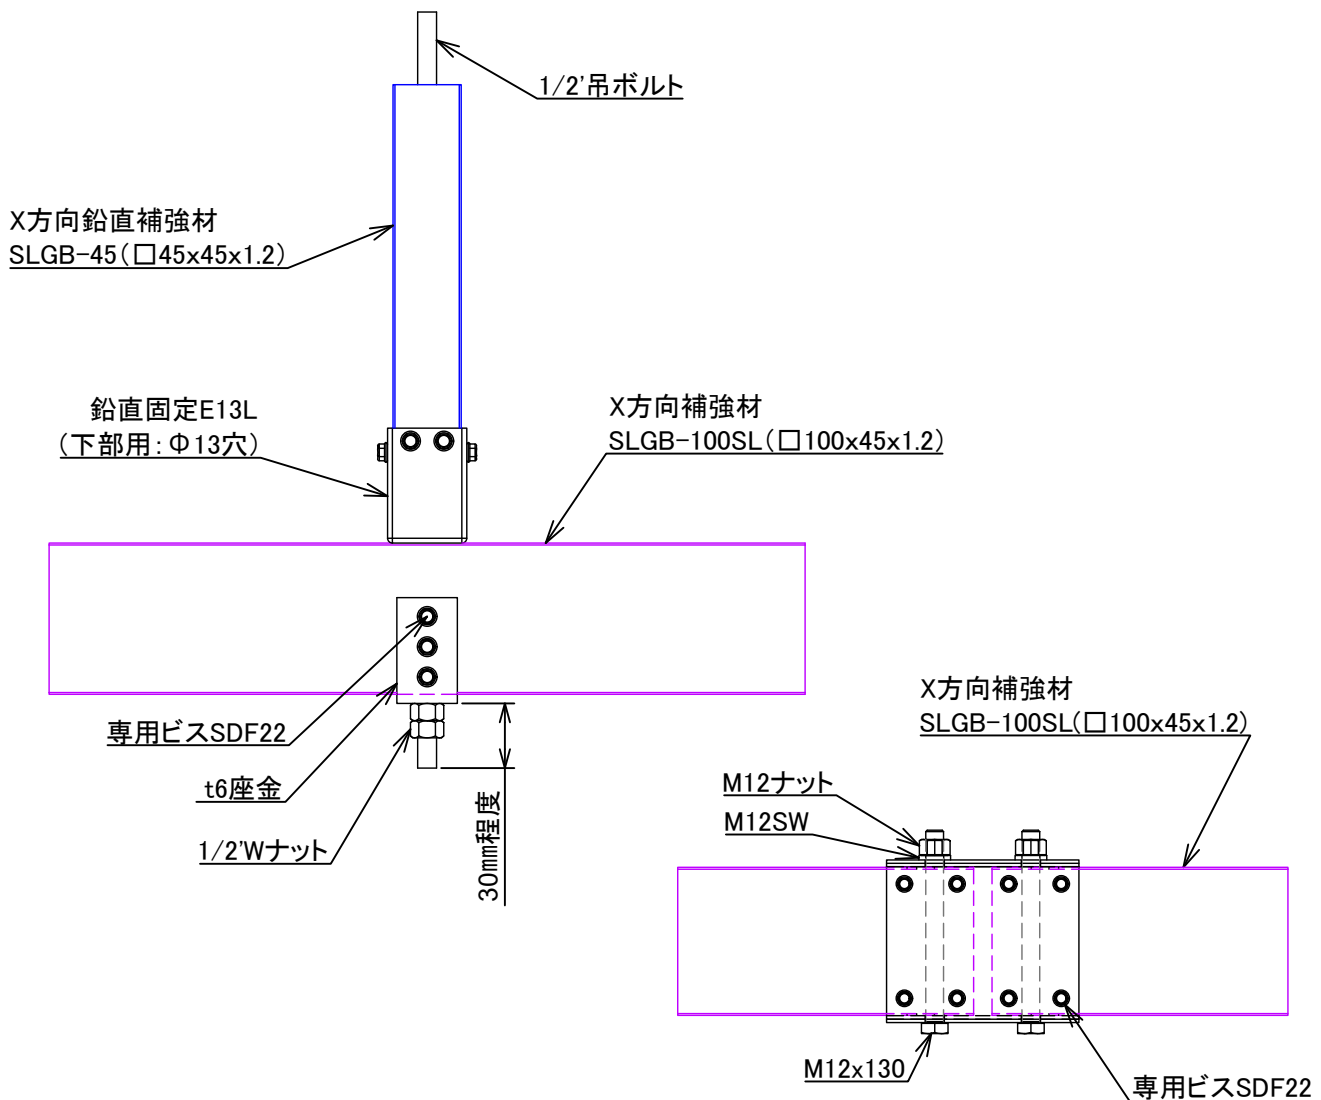 1/2'吊ボルト
X方向鉛直補強材
SLGB-45(□45x45x1.2)
鉛直固定E13L
(下部用:Φ13穴)
X方向補強材
SLGB-100SL(□100x45x1.2)
専用ビスSDF22
t6座金
1/2'Wナット
30mm程度
X方向補強材
SLGB-100SL(□100x45x1.2)
M12ナット
M12SW
M12x130
専用ビスSDF22